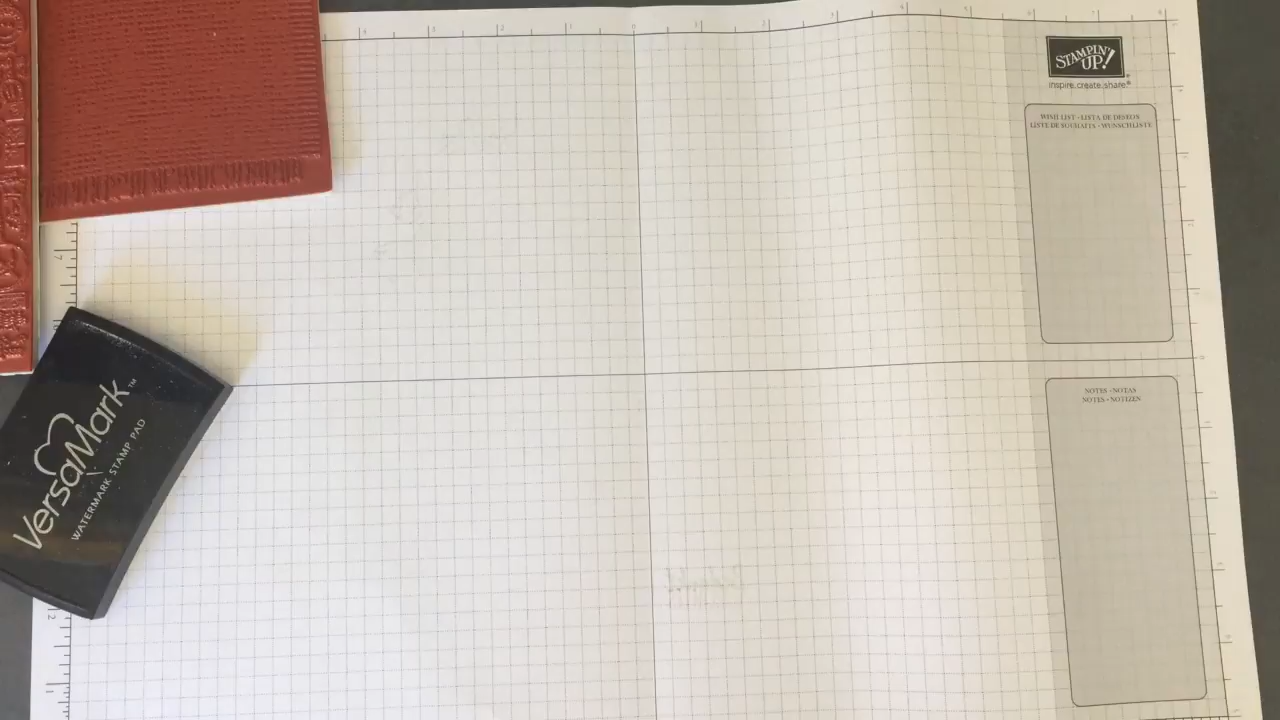 STAMPIN' UP!®
inspire.create.share®
WISH LIST • LISTA DE DESEOS
LISTE DE SOUHAITS • WUNSCHLISTE
NOTES • NOTAS
NOTES • NOTIZEN
VersaMark™
WATERMARK STAMP PAD